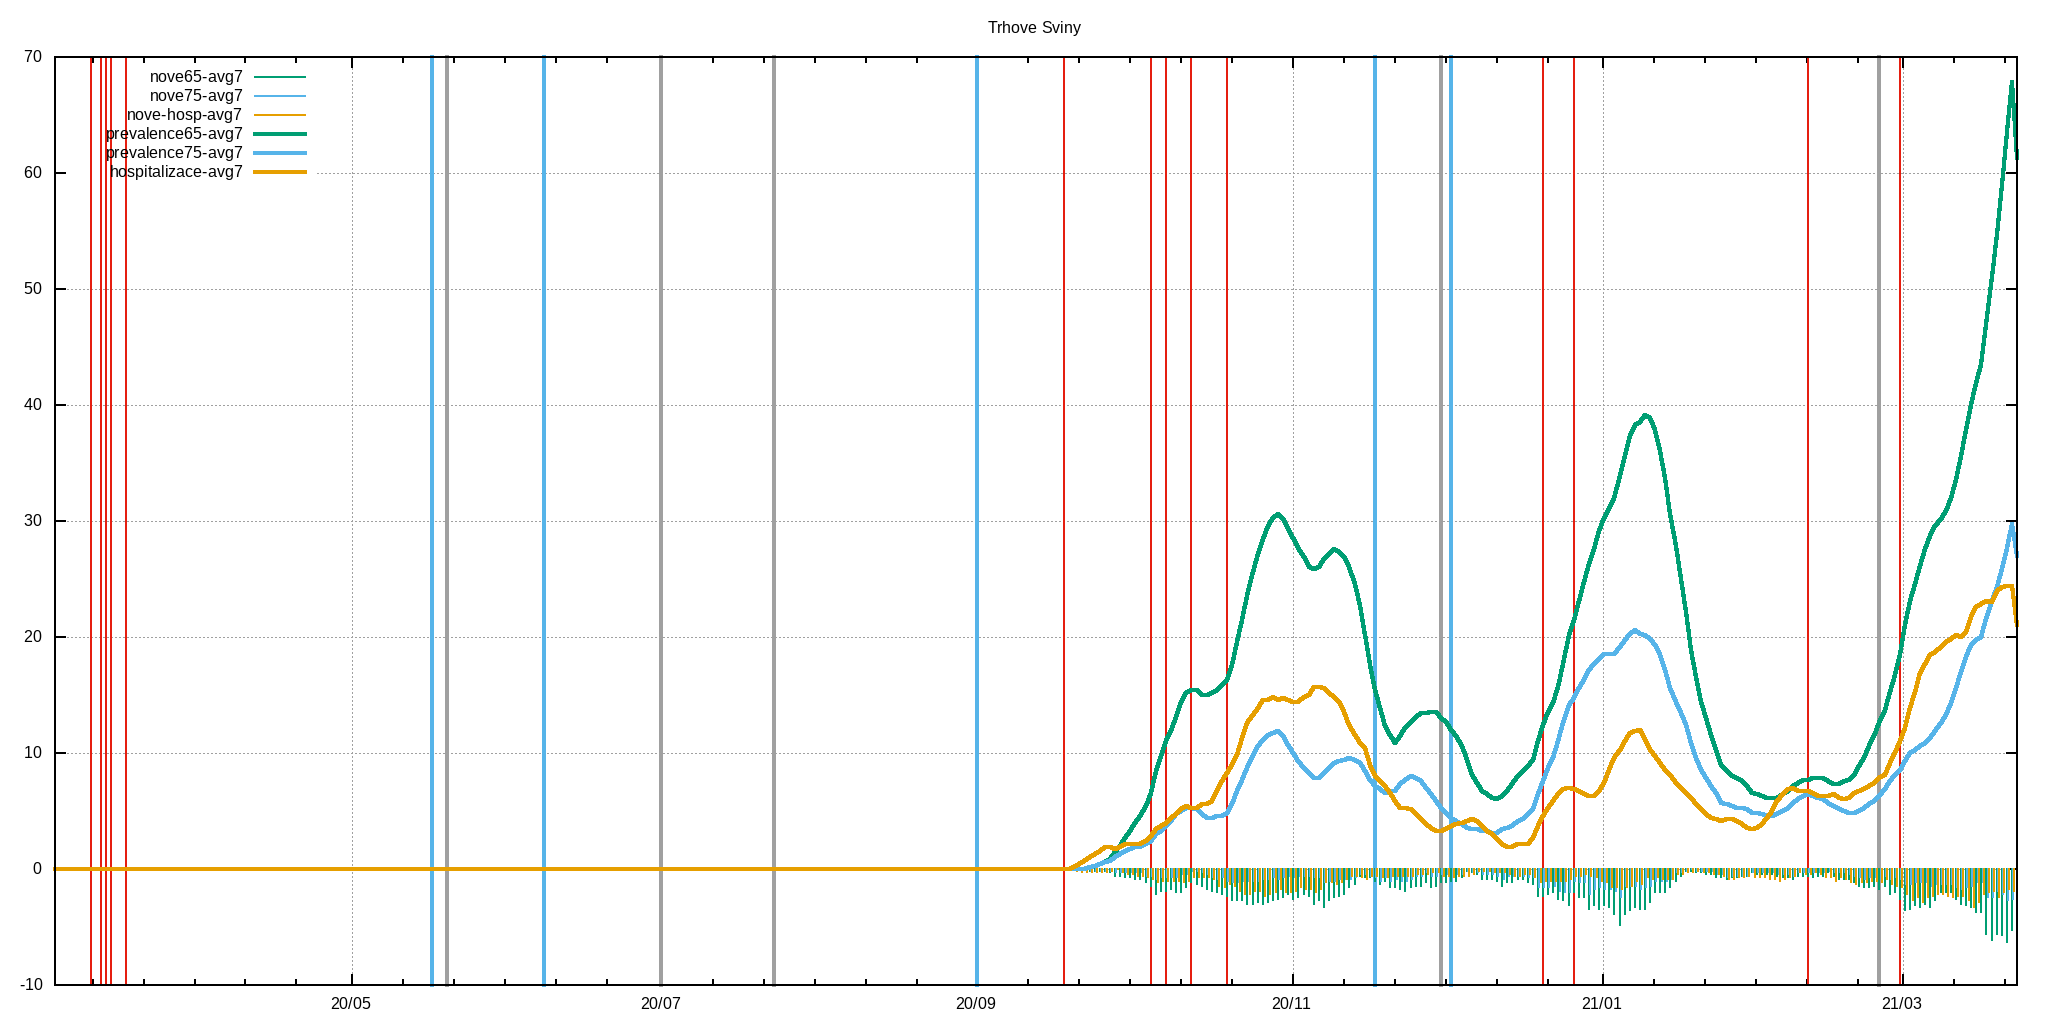 Trhove Sviny
70
60
50
40
30
20
10
0
-10
nove65-avg7
nove75-avg7
nove-hosp-avg7
prevalence65-avg7
prevalence75-avg7
hospitalizace-avg7
20/05
20/07
20/09
20/11
21/01
21/03